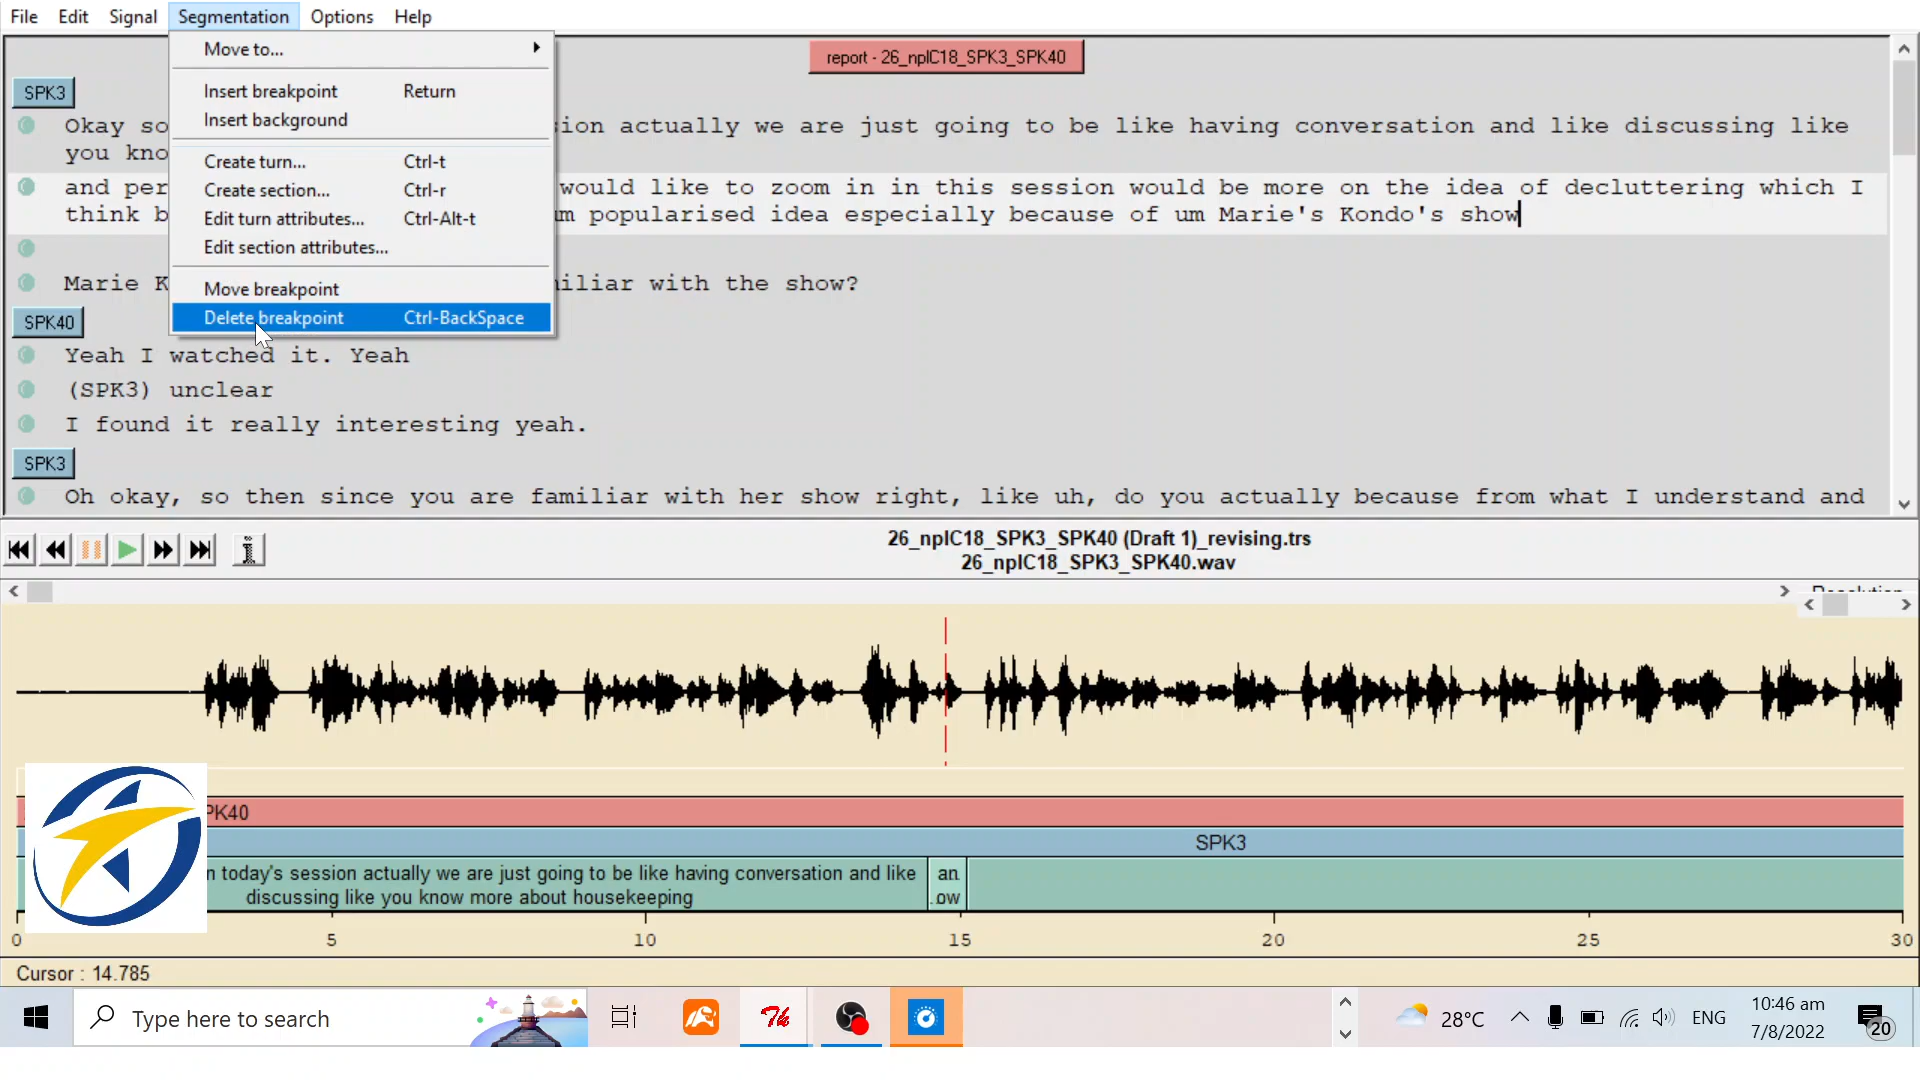 File Edit Signal Segmentation Options Help
Move to...
report - 26_npIC18_SPK3_SPK40
SPK3
Insert breakpoint Return
Insert background
Okay so
ion actually we are just going to be like having conversation and like discussing like
you kno
Create turn... Ctrl-t
Create section... Ctrl-r
and per
would like to zoom in in this session would be more on the idea of decluttering which I
think b
m popularised idea especially because of um Marie's Kondo's show
Edit turn attributes... Ctrl-Alt-t
Edit section attributes...
Marie K
iliar with the show?
Move breakpoint
SPK40
Delete breakpoint Ctrl-BackSpace
Yeah I watched it. Yeah
(SPK3) unclear
I found it really interesting yeah.
SPK3
Oh okay, so then since you are familiar with her show right, like uh, do you actually because from what I understand and
26_npIC18_SPK3_SPK40 (Draft 1)_revising.trs
26_npIC18_SPK3_SPK40.wav
PK40
SPK3
n today's session actually we are just going to be like having conversation and like
discussing like you know more about housekeeping
an
..ow
0 5 10 15 20 25 30
Cursor : 14.785
Type here to search
28°C
ENG
10:46 am
7/8/2022
20